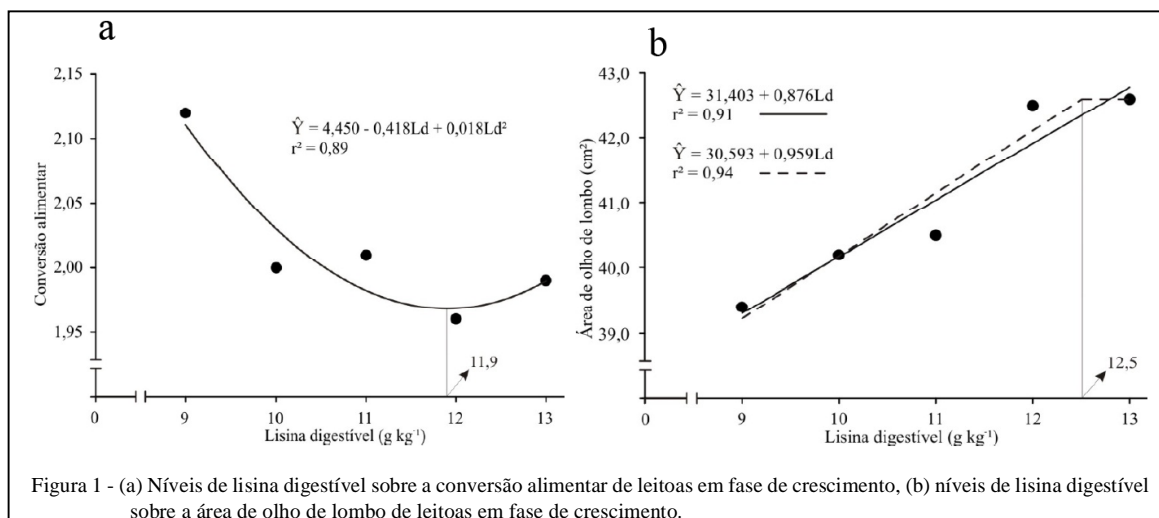 a
Conversão alimentar
2,15
2,10
2,05
2,00
1,95
Ŷ = 4,450 - 0,418Ld + 0,018Ld²
r² = 0,89
11,9
0 9 10 11 12 13
Lisina digestível (g kg⁻¹)
b
Área de olho de lombo (cm²)
43,0
42,0
41,0
40,0
39,0
Ŷ = 31,403 + 0,876Ld
r² = 0,91
Ŷ = 30,593 + 0,959Ld
r² = 0,94
12,5
0 9 10 11 12 13
Lisina digestível (g kg⁻¹)
Figura 1 - (a) Níveis de lisina digestível sobre a conversão alimentar de leitoas em fase de crescimento, (b) níveis de lisina digestível
sobre a área de olho de lombo de leitoas em fase de crescimento.